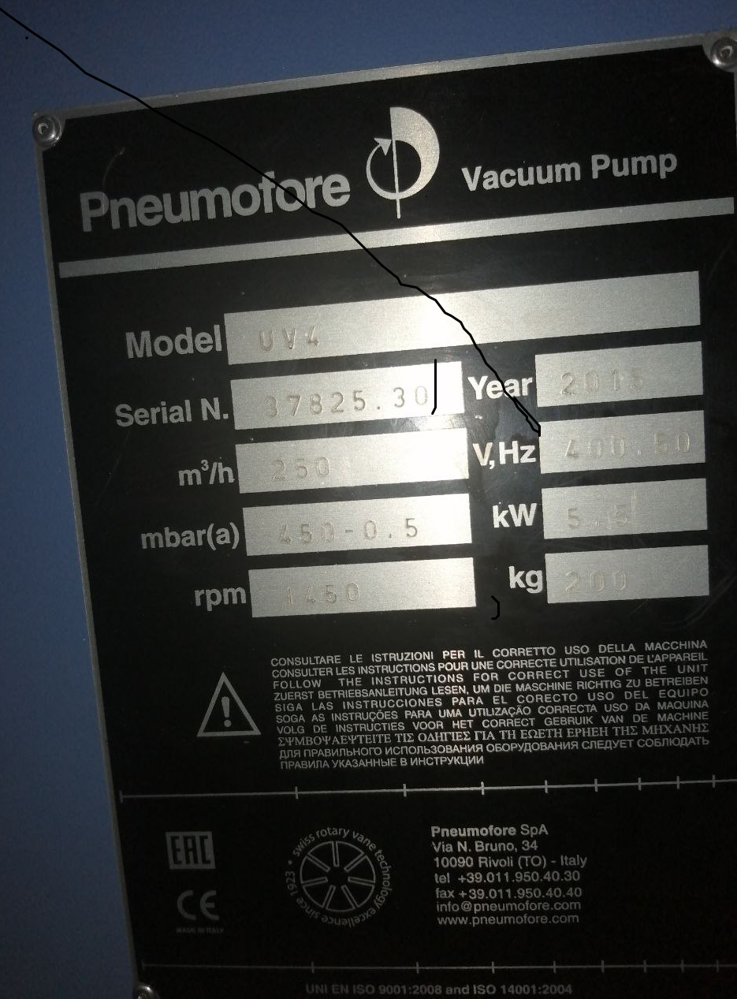 Pneumofore Vacuum Pump
Model UV4
Serial N. 37825.30 Year 2015
m³/h 250 V,Hz 400.50
mbar(a) 450-0.5 kW 5.5
rpm 1450 kg 200
CONSULTARE LE ISTRUZIONI PER IL CORRETTO USO DELLA MACCHINA
CONSULTER LES INSTRUCTIONS POUR UNE CORRECTE UTILISATION DE L'APPAREIL
FOLLOW THE INSTRUCTIONS FOR CORRECT USE OF THE UNIT
ZUERST BETRIEBSANLEITUNG LESEN, UM DIE MASCHINE RICHTIG ZU BETREIBEN
SIGA LAS INSTRUCCIONES PARA EL CORECTO USO DEL EQUIPO
SOGA AS INSTRUÇÕES PARA UMA UTILIZAÇÃO CORRECTA USO DA MAQUINA
VOLG DE INSTRUCTIES VOOR HET CORRECT GEBRUIK VAN DE MACHINE
ΣΥΜΒΟΨΛΕΨΤΕΙΤΕ ΤΙΣ ΟΔΗΓΙΕΣ ΓΙΑ ΤΗ ΕΩΕΤΗ ΕΡΗΕΗ ΤΗΣ ΜΗΧΑΝΗΣ
ДЛЯ ПРАВИЛЬНОГО ИСПОЛЬЗОВАНИЯ ОБОРУДОВАНИЯ СЛЕДУЕТ СОБЛЮДАТЬ
ПРАВИЛА УКАЗАННЫЕ В ИНСТРУКЦИИ
EAC
CE
MADE IN ITALY
swiss rotary vane technology excellence since 1923
Pneumofore SpA
Via N. Bruno, 34
10090 Rivoli (TO) - Italy
tel +39.011.950.40.30
fax +39.011.950.40.40
info@pneumofore.com
www.pneumofore.com
UNI EN ISO 9001:2008 and ISO 14001:2004